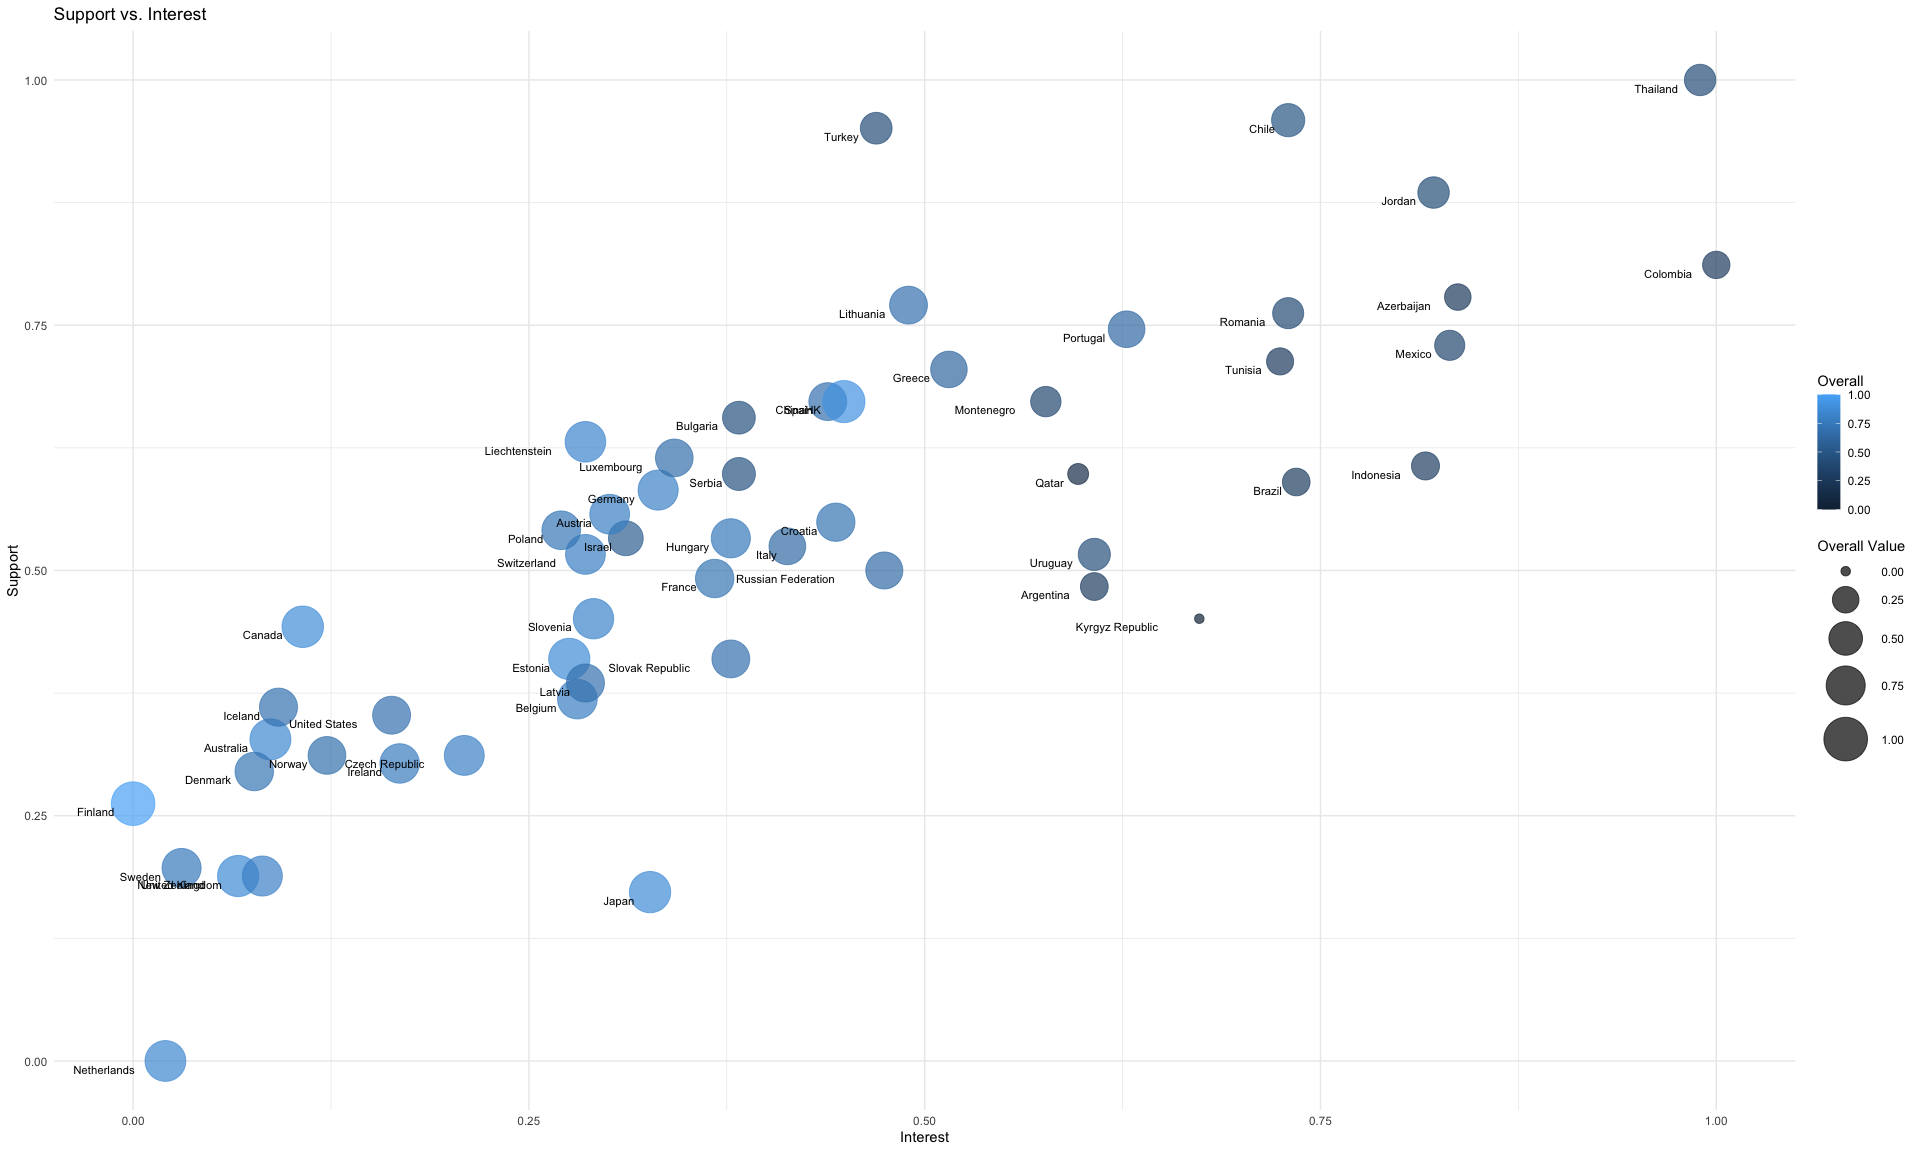 Support vs. Interest
1.00
Thailand
Turkey
Chile
Jordan
Colombia
Azerbaijan
Lithuania
Romania
0.75
Portugal
Mexico
Tunisia
Greece
Montenegro
Bulgaria
Liechtenstein
Luxembourg
Serbia
Qatar
Indonesia
Brazil
Germany
Austria
Croatia
Poland
Israel
Hungary
Italy
Switzerland
Uruguay
0.50
Russian Federation
France
Argentina
Slovenia
Kyrgyz Republic
Canada
Estonia
Slovak Republic
Latvia
Belgium
Iceland
United States
Australia
Norway
Czech Republic
Ireland
Denmark
Finland
0.25
Sweden
Japan
0.00
Netherlands
0.00
0.25
0.50
0.75
1.00
Interest
Support
Overall
1.00
0.75
0.50
0.25
0.00
Overall Value
0.00
0.25
0.50
0.75
1.00